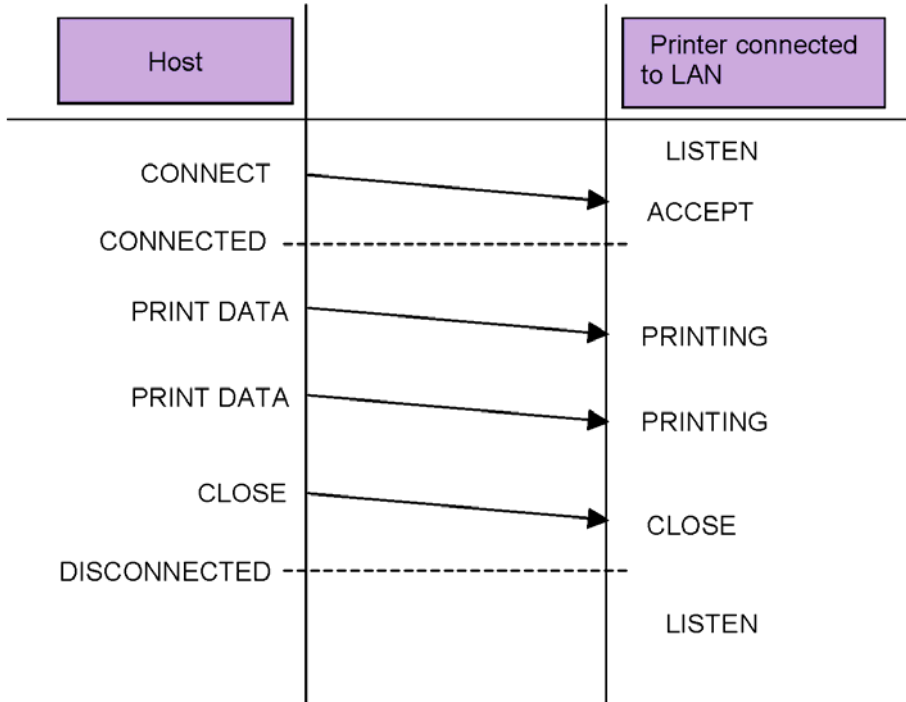 Host
Printer connected
to LAN
LISTEN
CONNECT
ACCEPT
CONNECTED
PRINT DATA
PRINTING
PRINT DATA
PRINTING
CLOSE
CLOSE
DISCONNECTED
LISTEN